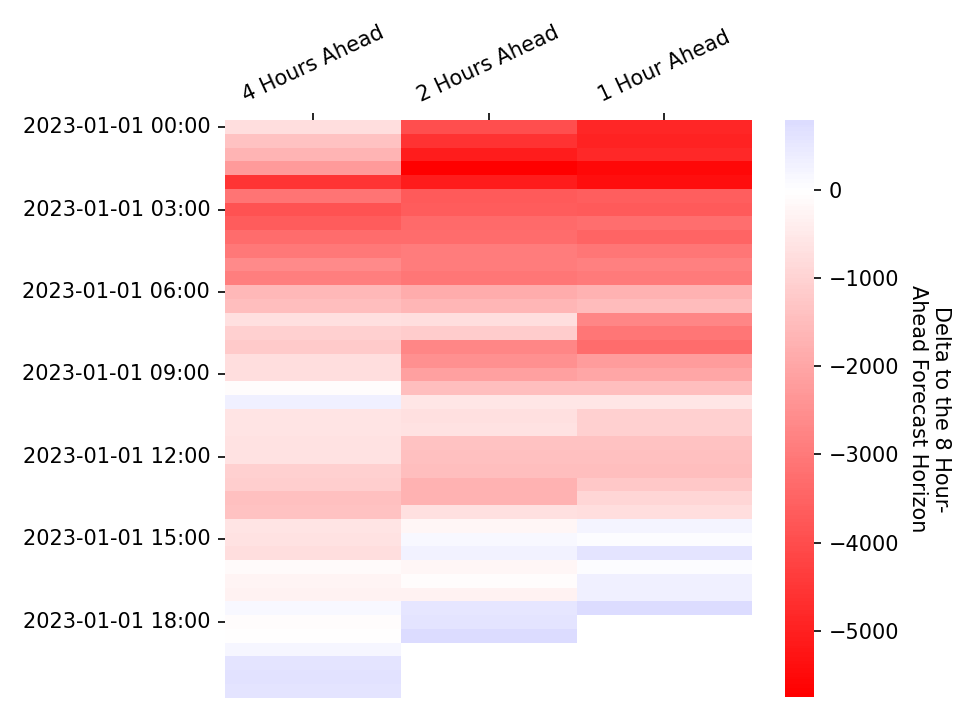 4 Hours Ahead
2 Hours Ahead
1 Hour Ahead
2023-01-01 00:00
2023-01-01 03:00
2023-01-01 06:00
2023-01-01 09:00
2023-01-01 12:00
2023-01-01 15:00
2023-01-01 18:00
0
−1000
−2000
−3000
−4000
−5000
Delta to the 8 Hour-
Ahead Forecast Horizon